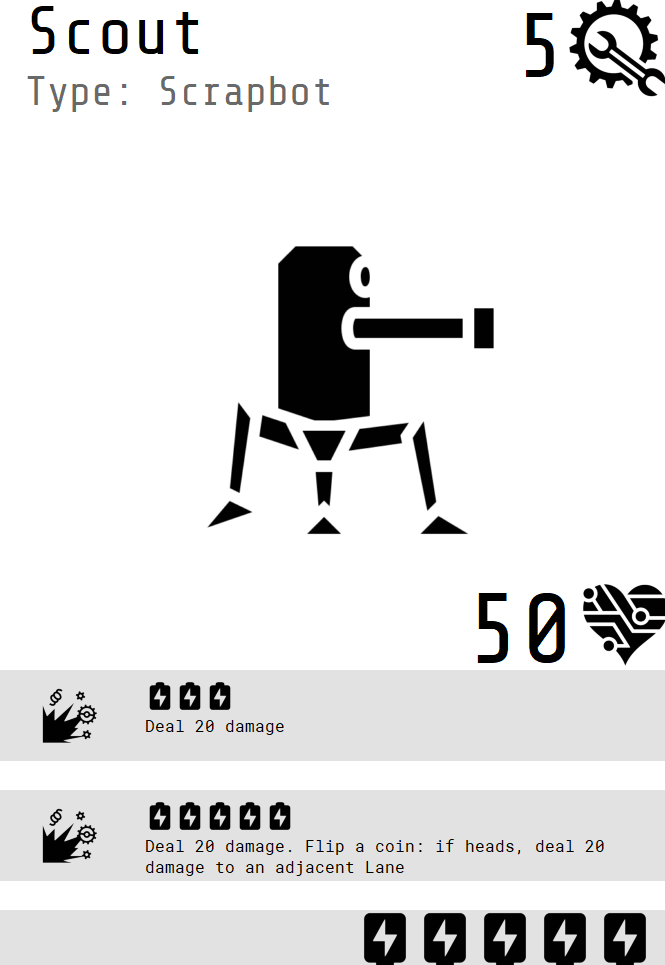 Scout
5
Type: Scrapbot
50
Deal 20 damage
Deal 20 damage. Flip a coin: if heads, deal 20
damage to an adjacent Lane